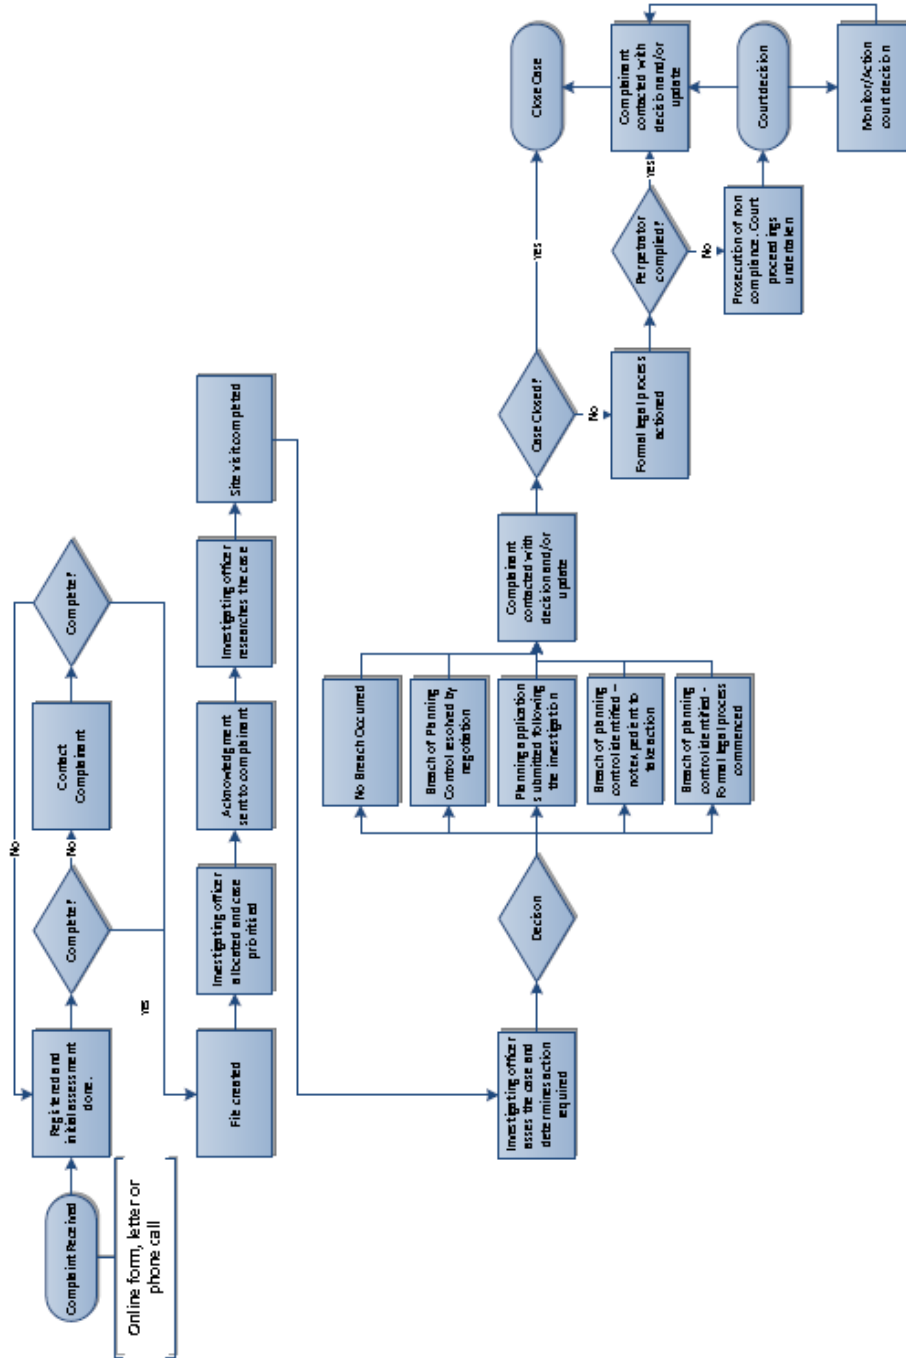 Complaint Received
Online form, letter or
phone call
Registered and
initial assessment
done.
Complete?
No
Contact
Complainant
Complete?
No
Yes
File created
Investigating officer
allocated and case
prioritised
Acknowledgment
sent to complainant
Investigating officer
researches the case
Site visit completed
Investigating officer
asses the case and
determines action
required
Decision
No Breach Occurred
Breach of Planning
Control resolved by
negotiation
Planning application
submitted following
the investigation
Breach of planning
control identified –
not expedient to
take action
Breach of planning
control identified -
Formal legal process
commenced
Complainant
contacted with
decision and/or
update
Case Closed?
Yes
No
Close Case
Formal legal process
actioned
Perpetrator
complied?
Yes
No
Complainant
contacted with
decision and/or
update
Prosecution of non
compliance. Court
proceedings
undertaken
Court decision
Monitor/Action
court decision